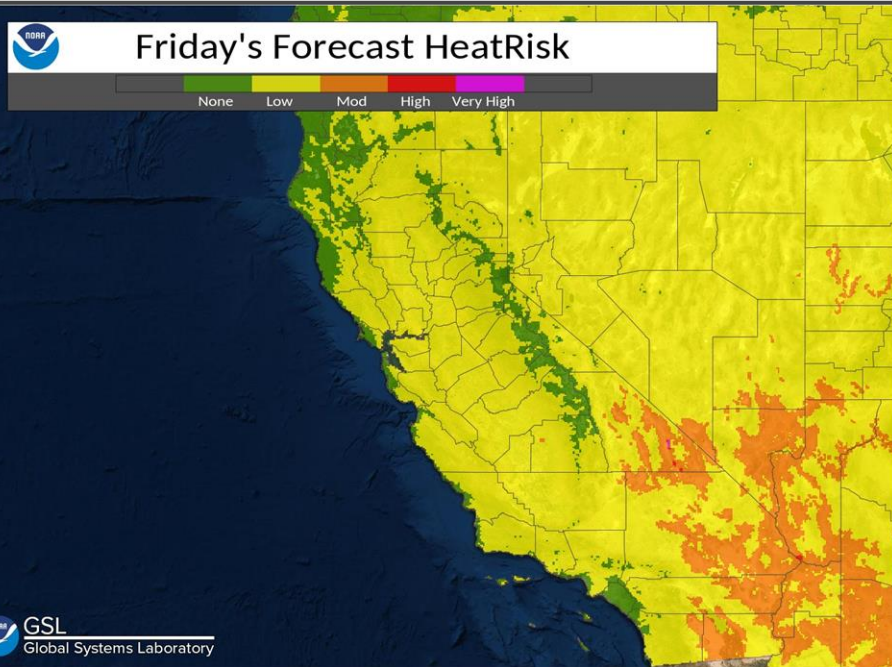 NOAA
Friday's Forecast HeatRisk
None Low Mod High Very High
GSL
Global Systems Laboratory